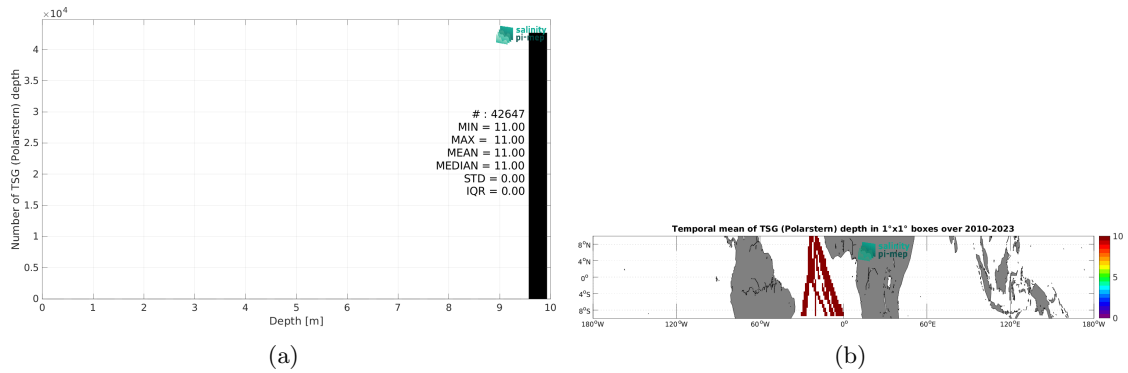 ×10⁴
4
3.5
3
2.5
2
1.5
1
0.5
0
Number of TSG (Polarstern) depth
salinity
pi-mep
# : 42647
MIN = 11.00
MAX = 11.00
MEAN = 11.00
MEDIAN = 11.00
STD = 0.00
IQR = 0.00
0 1 2 3 4 5 6 7 8 9 10
Depth [m]
(a)
Temporal mean of TSG (Polarstern) depth in 1°x1° boxes over 2010-2023
salinity
pi-mep
8°N
4°N
0°
4°S
8°S
180°W 120°W 60°W 0° 60°E 120°E 180°W
10
8
6
4
2
0
(b)